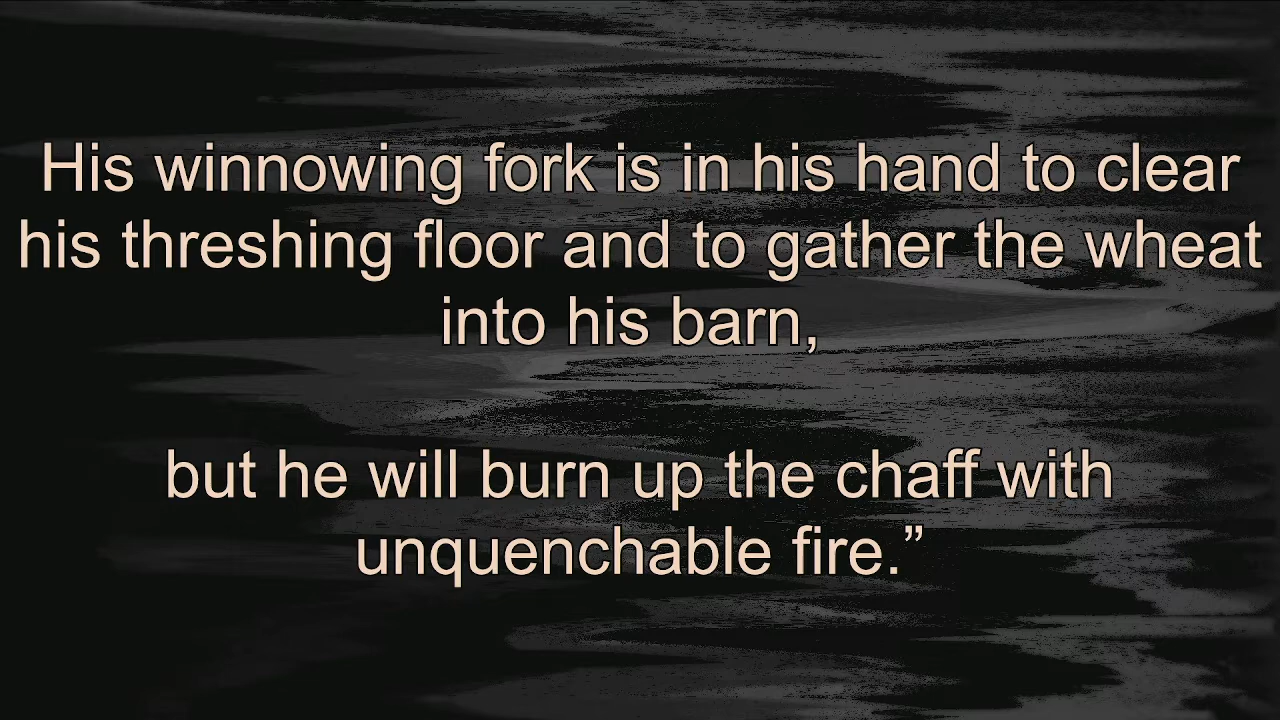 His winnowing fork is in his hand to clear
his threshing floor and to gather the wheat
into his barn,
but he will burn up the chaff with
unquenchable fire.”